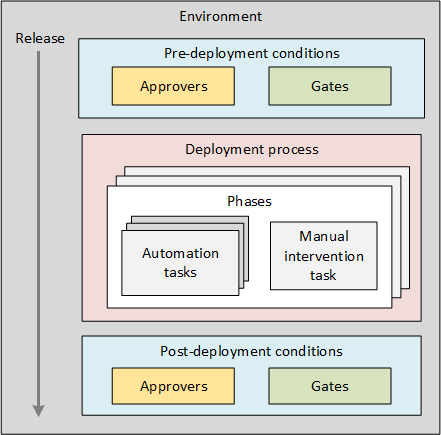 Environment
Release
Pre-deployment conditions
Approvers
Gates
Deployment process
Phases
Automation
tasks
Manual
intervention
task
Post-deployment conditions
Approvers
Gates